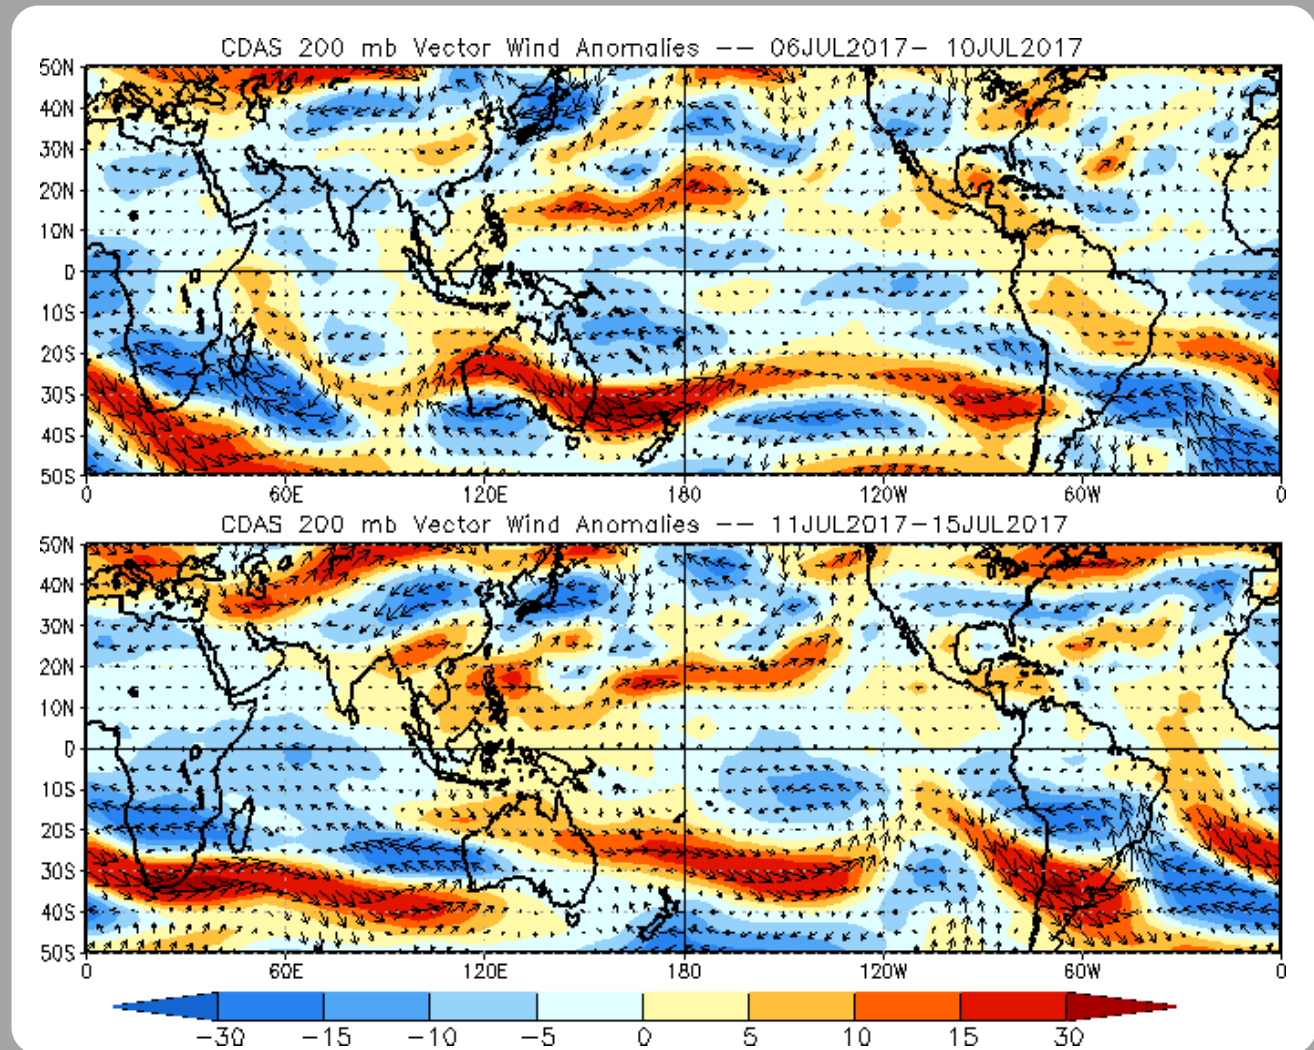 CDAS 200 mb Vector Wind Anomalies -- 06JUL2017- 10JUL2017
50N
40N
30N
20N
10N
0
10S
20S
30S
40S
50S
0 60E 120E 180 120W 60W 0
CDAS 200 mb Vector Wind Anomalies -- 11JUL2017-15JUL2017
50N
40N
30N
20N
10N
0
10S
20S
30S
40S
50S
0 60E 120E 180 120W 60W 0
-30 -15 -10 -5 0 5 10 15 30